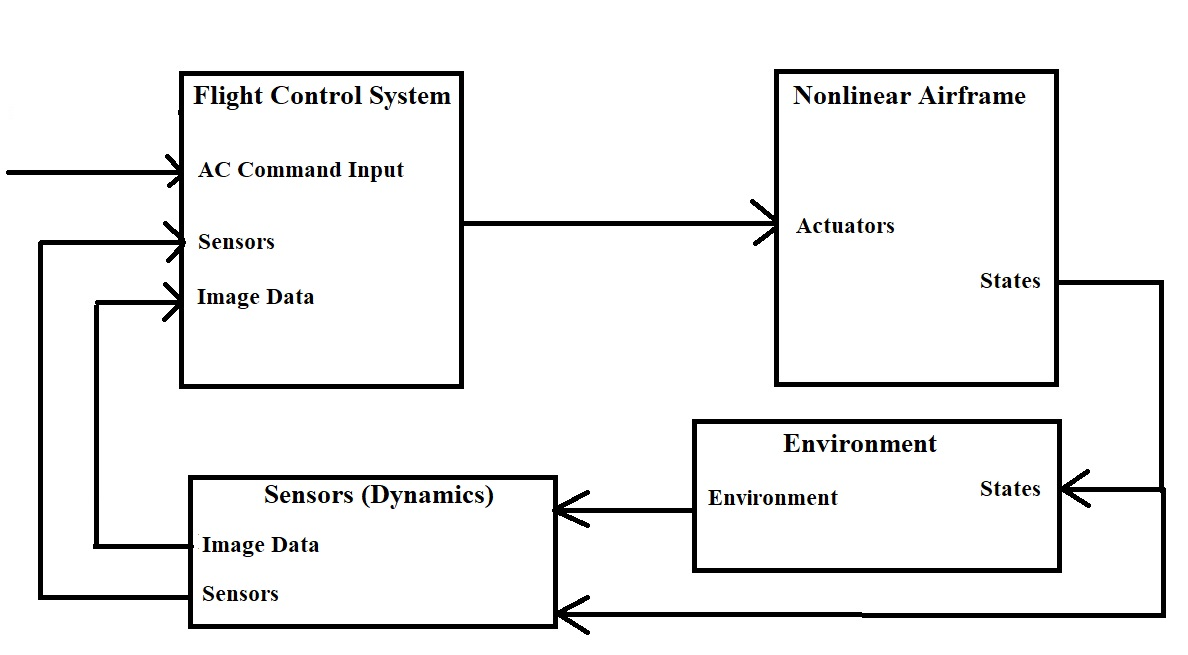 Flight Control System
AC Command Input
Sensors
Image Data
Nonlinear Airframe
Actuators
States
Environment
Environment
States
Sensors (Dynamics)
Image Data
Sensors